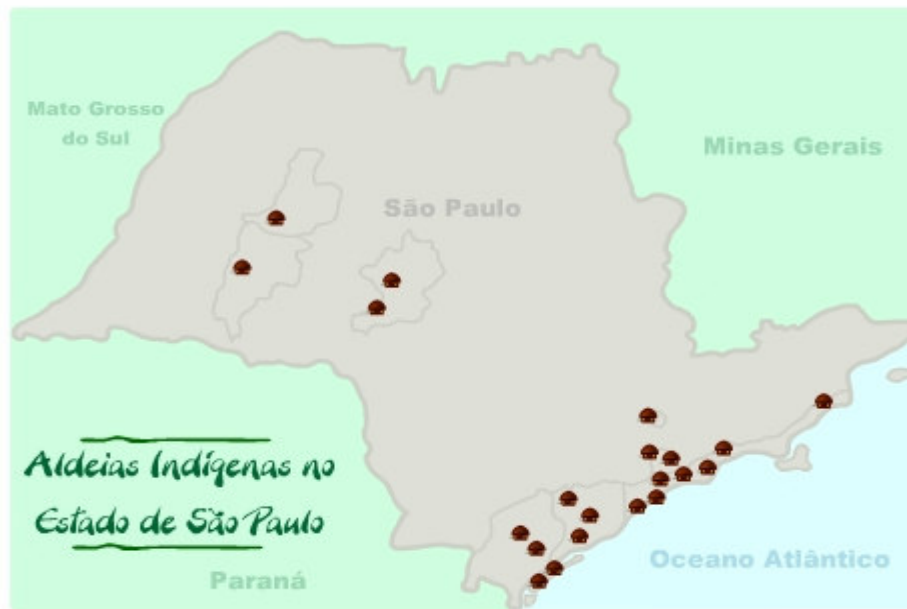 Mato Grosso
do Sul
Minas Gerais
São Paulo
Aldeias Indígenas no
Estado de São Paulo
Oceano Atlântico
Paraná